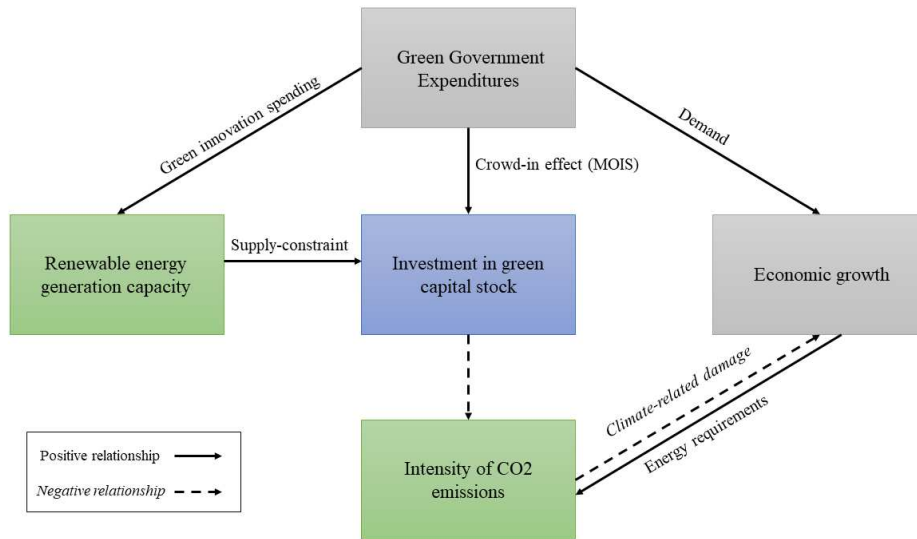 Green Government
Expenditures
Green innovation spending
Demand
Crowd-in effect (MOIS)
Renewable energy
generation capacity
Supply-constraint
Investment in green
capital stock
Economic growth
Climate-related damage
Energy requirements
Intensity of CO2
emissions
Positive relationship
Negative relationship